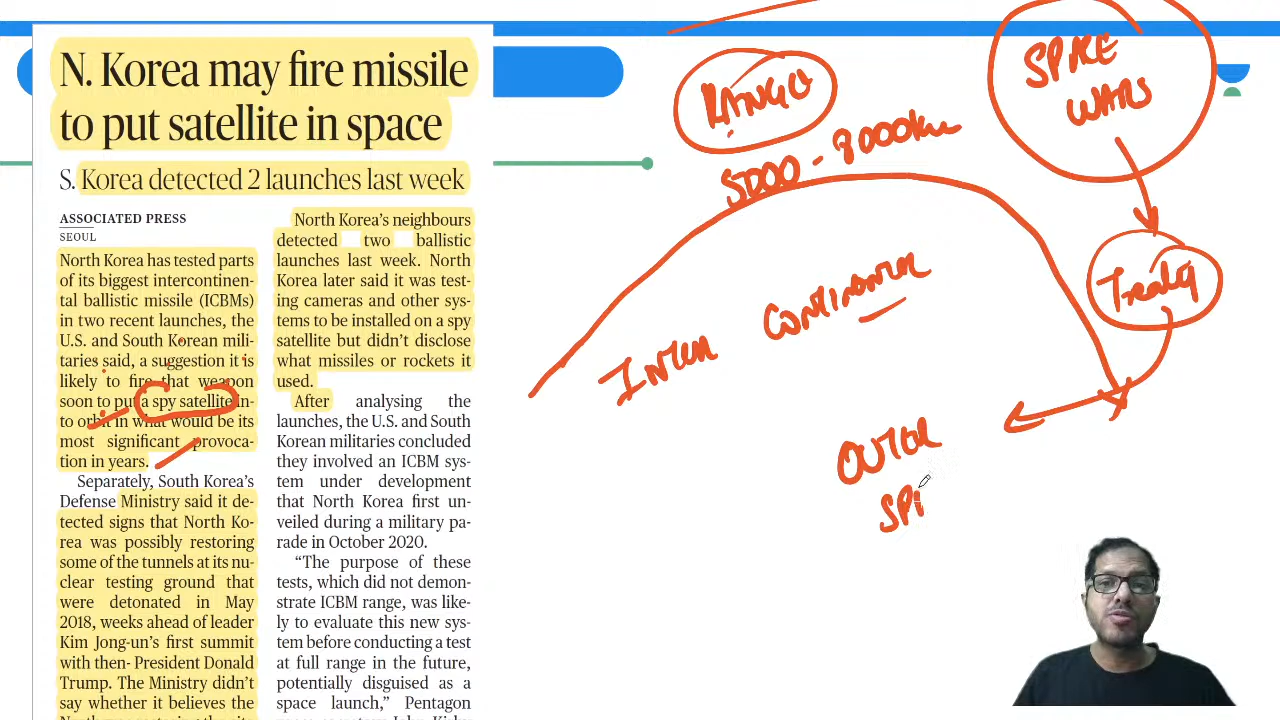 N. Korea may fire missile
to put satellite in space
S. Korea detected 2 launches last week
ASSOCIATED PRESS
SEOUL
North Korea has tested parts
of its biggest intercontinen-
tal ballistic missile (ICBMs)
in two recent launches, the
U.S. and South Korean mili-
taries said, a suggestion it is
likely to fire that weapon
soon to put a spy satellite in-
to orbit in what would be its
most significant provoca-
tion in years.
Separately, South Korea's
Defense Ministry said it de-
tected signs that North Ko-
rea was possibly restoring
some of the tunnels at its nu-
clear testing ground that
were detonated in May
2018, weeks ahead of leader
Kim Jong-un's first summit
with then- President Donald
Trump. The Ministry didn't
say whether it believes the
North Korea's neighbours
detected two ballistic
launches last week. North
Korea later said it was test-
ing cameras and other sys-
tems to be installed on a spy
satellite but didn't disclose
what missiles or rockets it
used.
After analysing the
launches, the U.S. and South
Korean militaries concluded
they involved an ICBM sys-
tem under development
that North Korea first un-
veiled during a military pa-
rade in October 2020.
"The purpose of these
tests, which did not demon-
strate ICBM range, was like-
ly to evaluate this new sys-
tem before conducting a test
at full range in the future,
potentially disguised as a
space launch," Pentagon
RANGE
5000 - 8000km
SPACE
WARS
Treaty
INTER CONTINENTER
OUTER
SPA